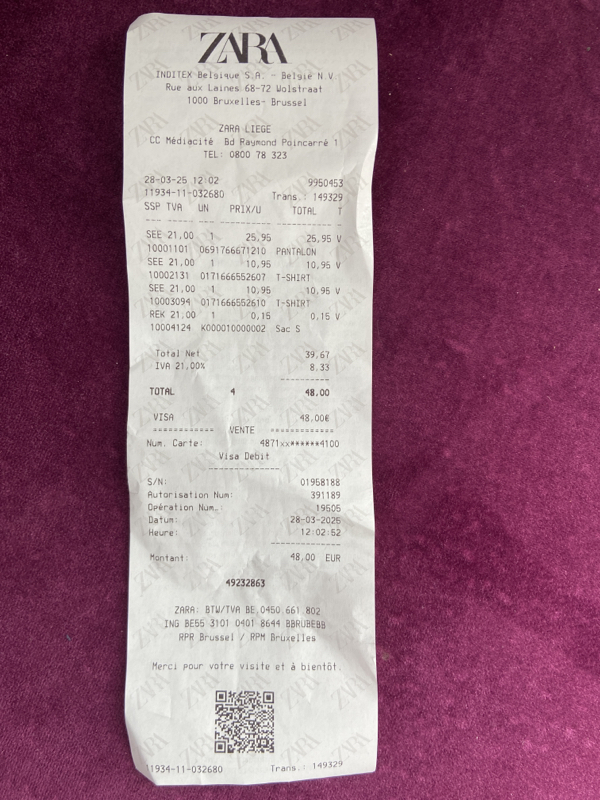 ZARA
INDITEX Belgique S.A. - België N.V.
Rue aux Laines 68-72 Wolstraat
1000 Bruxelles- Brussel
ZARA LIEGE
CC Médiacité Bd Raymond Poincarré 1
TEL: 0800 78 323
28-03-25 12:02 9950453
11934-11-032680 Trans.: 149329
SSP TVA UN PRIX/U TOTAL T
SEE 21,00 1 25,95 25,95 V
10001101 0691766671210 PANTALON
SEE 21,00 1 10,95 10,95 V
10002131 0171666552607 T-SHIRT
SEE 21,00 1 10,95 10,95 V
10003094 0171666552610 T-SHIRT
REK 21,00 1 0,15 0,15 V
10004124 K000010000002 Sac S
Total Net 39,67
IVA 21,00% 8,33
TOTAL 4 48,00
VISA 48,00€
============ VENTE ============
Num. Carte: 4871xx******4100
Visa Debit
S/N: 01958188
Autorisation Num: 391189
Opération Num.: 19505
Datum: 28-03-2025
Heure: 12:02:52
Montant: 48,00 EUR
49232863
ZARA: BTW/TVA BE 0450.661.802
ING BE55 3101 0401 8644 BBRUBEBB
RPR Brussel / RPM Bruxelles
Merci pour votre visite et à bientôt.
11934-11-032680 Trans.: 149329